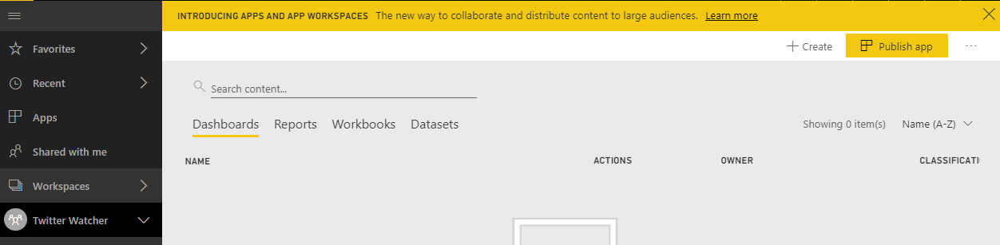 INTRODUCING APPS AND APP WORKSPACES The new way to collaborate and distribute content to large audiences. Learn more
Create Publish app
Favorites
Recent
Apps
Shared with me
Workspaces
Twitter Watcher
Search content...
Dashboards Reports Workbooks Datasets Showing 0 item(s) Name (A-Z)
NAME ACTIONS OWNER CLASSIFICATI